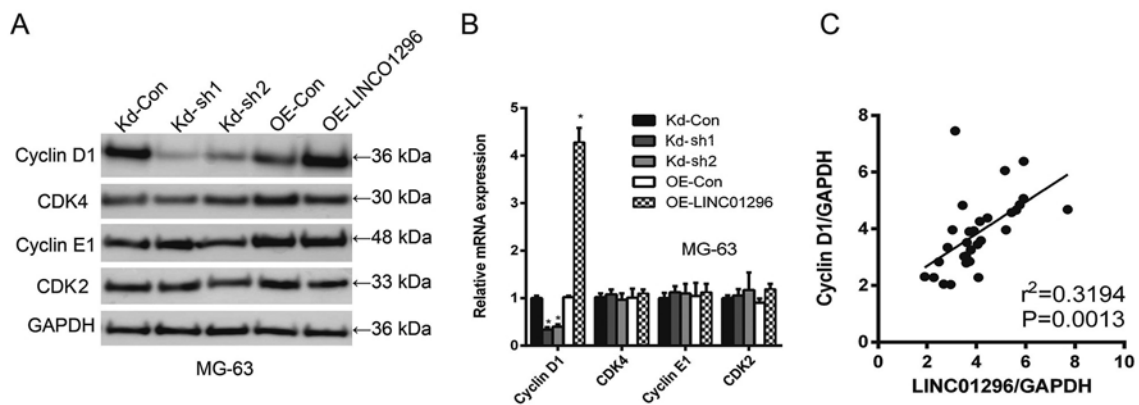 A
Kd-Con
Kd-sh1
Kd-sh2
OE-Con
OE-LINCO1296
Cyclin D1
←36 kDa
CDK4
←30 kDa
Cyclin E1
←48 kDa
CDK2
←33 kDa
GAPDH
←36 kDa
MG-63
B
Relative mRNA expression
5
4
3
2
1
0
*
* *
Kd-Con
Kd-sh1
Kd-sh2
OE-Con
OE-LINC01296
MG-63
Cyclin D1
CDK4
Cyclin E1
CDK2
C
Cyclin D1/GAPDH
8
6
4
2
0
r²=0.3194
P=0.0013
0 2 4 6 8 10
LINC01296/GAPDH